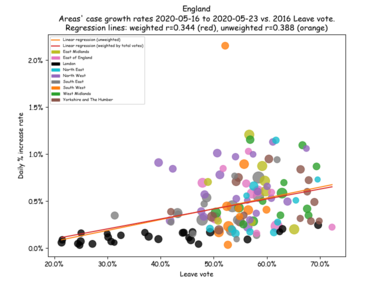 England
Areas' case growth rates 2020-05-16 to 2020-05-23 vs. 2016 Leave vote.
Regression lines: weighted r=0.344 (red), unweighted r=0.388 (orange)
Linear regression (unweighted)
Linear regression (weighted by total votes)
East Midlands
East of England
London
North East
North West
South East
South West
West Midlands
Yorkshire and The Humber
2.0%
1.5%
1.0%
0.5%
0.0%
Daily % increase rate
20.0% 30.0% 40.0% 50.0% 60.0% 70.0%
Leave vote